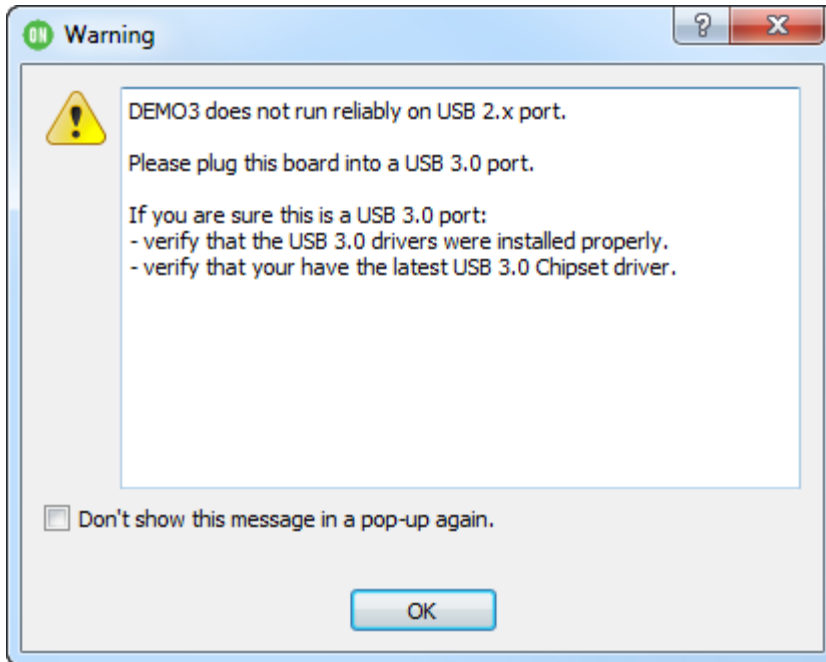 ON Warning
DEMO3 does not run reliably on USB 2.x port.
Please plug this board into a USB 3.0 port.
If you are sure this is a USB 3.0 port:
- verify that the USB 3.0 drivers were installed properly.
- verify that your have the latest USB 3.0 Chipset driver.
Don't show this message in a pop-up again.
OK